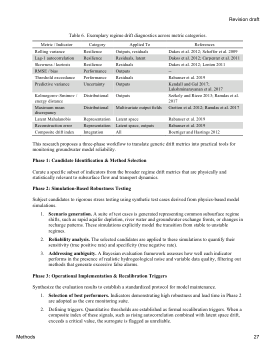 Revision draft
Table 6. Exemplary regime drift diagnostics across metric categories.
Metric / Indicator Category Applied To References
Rolling variance Resilience Outputs, residuals Dakos et al. 2012; Scheffer et al. 2009
Lag-1 autocorrelation Resilience Residuals, latent Dakos et al. 2012; Carpenter et al. 2011
Skewness / kurtosis Resilience Residuals Dakos et al. 2012; Lenton 2011
RMSE / bias Performance Outputs
Threshold exceedance Performance Residuals Rabanser et al. 2019
Predictive variance Uncertainty Outputs Kendall and Gal 2017;
Lakshminarayanan et al. 2017
Kolmogorov–Smirnov / Distributional Outputs Székely and Rizzo 2013; Ramdas et al.
energy distance 2017
Maximum mean Distributional Multivariate output fields Gretton et al. 2012; Ramdas et al. 2017
discrepancy
Latent Mahalanobis Representation Latent space Rabanser et al. 2019
Reconstruction error Representation Latent space, outputs Rabanser et al. 2019
Composite drift index Integration All Boettiger and Hastings 2012
This research proposes a three-phase workflow to translate generic drift metrics into practical tools for
monitoring groundwater model reliability.
Phase 1: Candidate Identification & Method Selection
Curate a specific subset of indicators from the broader regime drift metrics that are physically and
statistically relevant to subsurface flow and transport dynamics.
Phase 2: Simulation-Based Robustness Testing
Subject candidates to rigorous stress testing using synthetic test cases derived from physics-based model
simulations.
1. Scenario generation. A suite of test cases is generated representing common subsurface regime
shifts, such as rapid aquifer depletion, river water and groundwater exchange limits, or changes in
recharge patterns. These simulations explicitly model the transition from stable to unstable
regimes.
2. Reliability analysis. The selected candidates are applied to these simulations to quantify their
sensitivity (true positive rate) and specificity (true negative rate).
3. Addressing ambiguity. A Bayesian evaluation framework assesses how well each indicator
performs in the presence of realistic hydrogeological noise and variable data quality, filtering out
methods that generate excessive false alarms.
Phase 3: Operational Implementation & Recalibration Triggers
Synthesize the evaluation results to establish a standardized protocol for model maintenance.
1. Selection of best performers. Indicators demonstrating high robustness and lead time in Phase 2
are adopted as the core monitoring suite.
2. Defining triggers. Quantitative thresholds are established as formal recalibration triggers. When a
composite index of these signals, such as rising autocorrelation combined with latent space drift,
exceeds a critical value, the surrogate is flagged as unreliable.
Methods 27